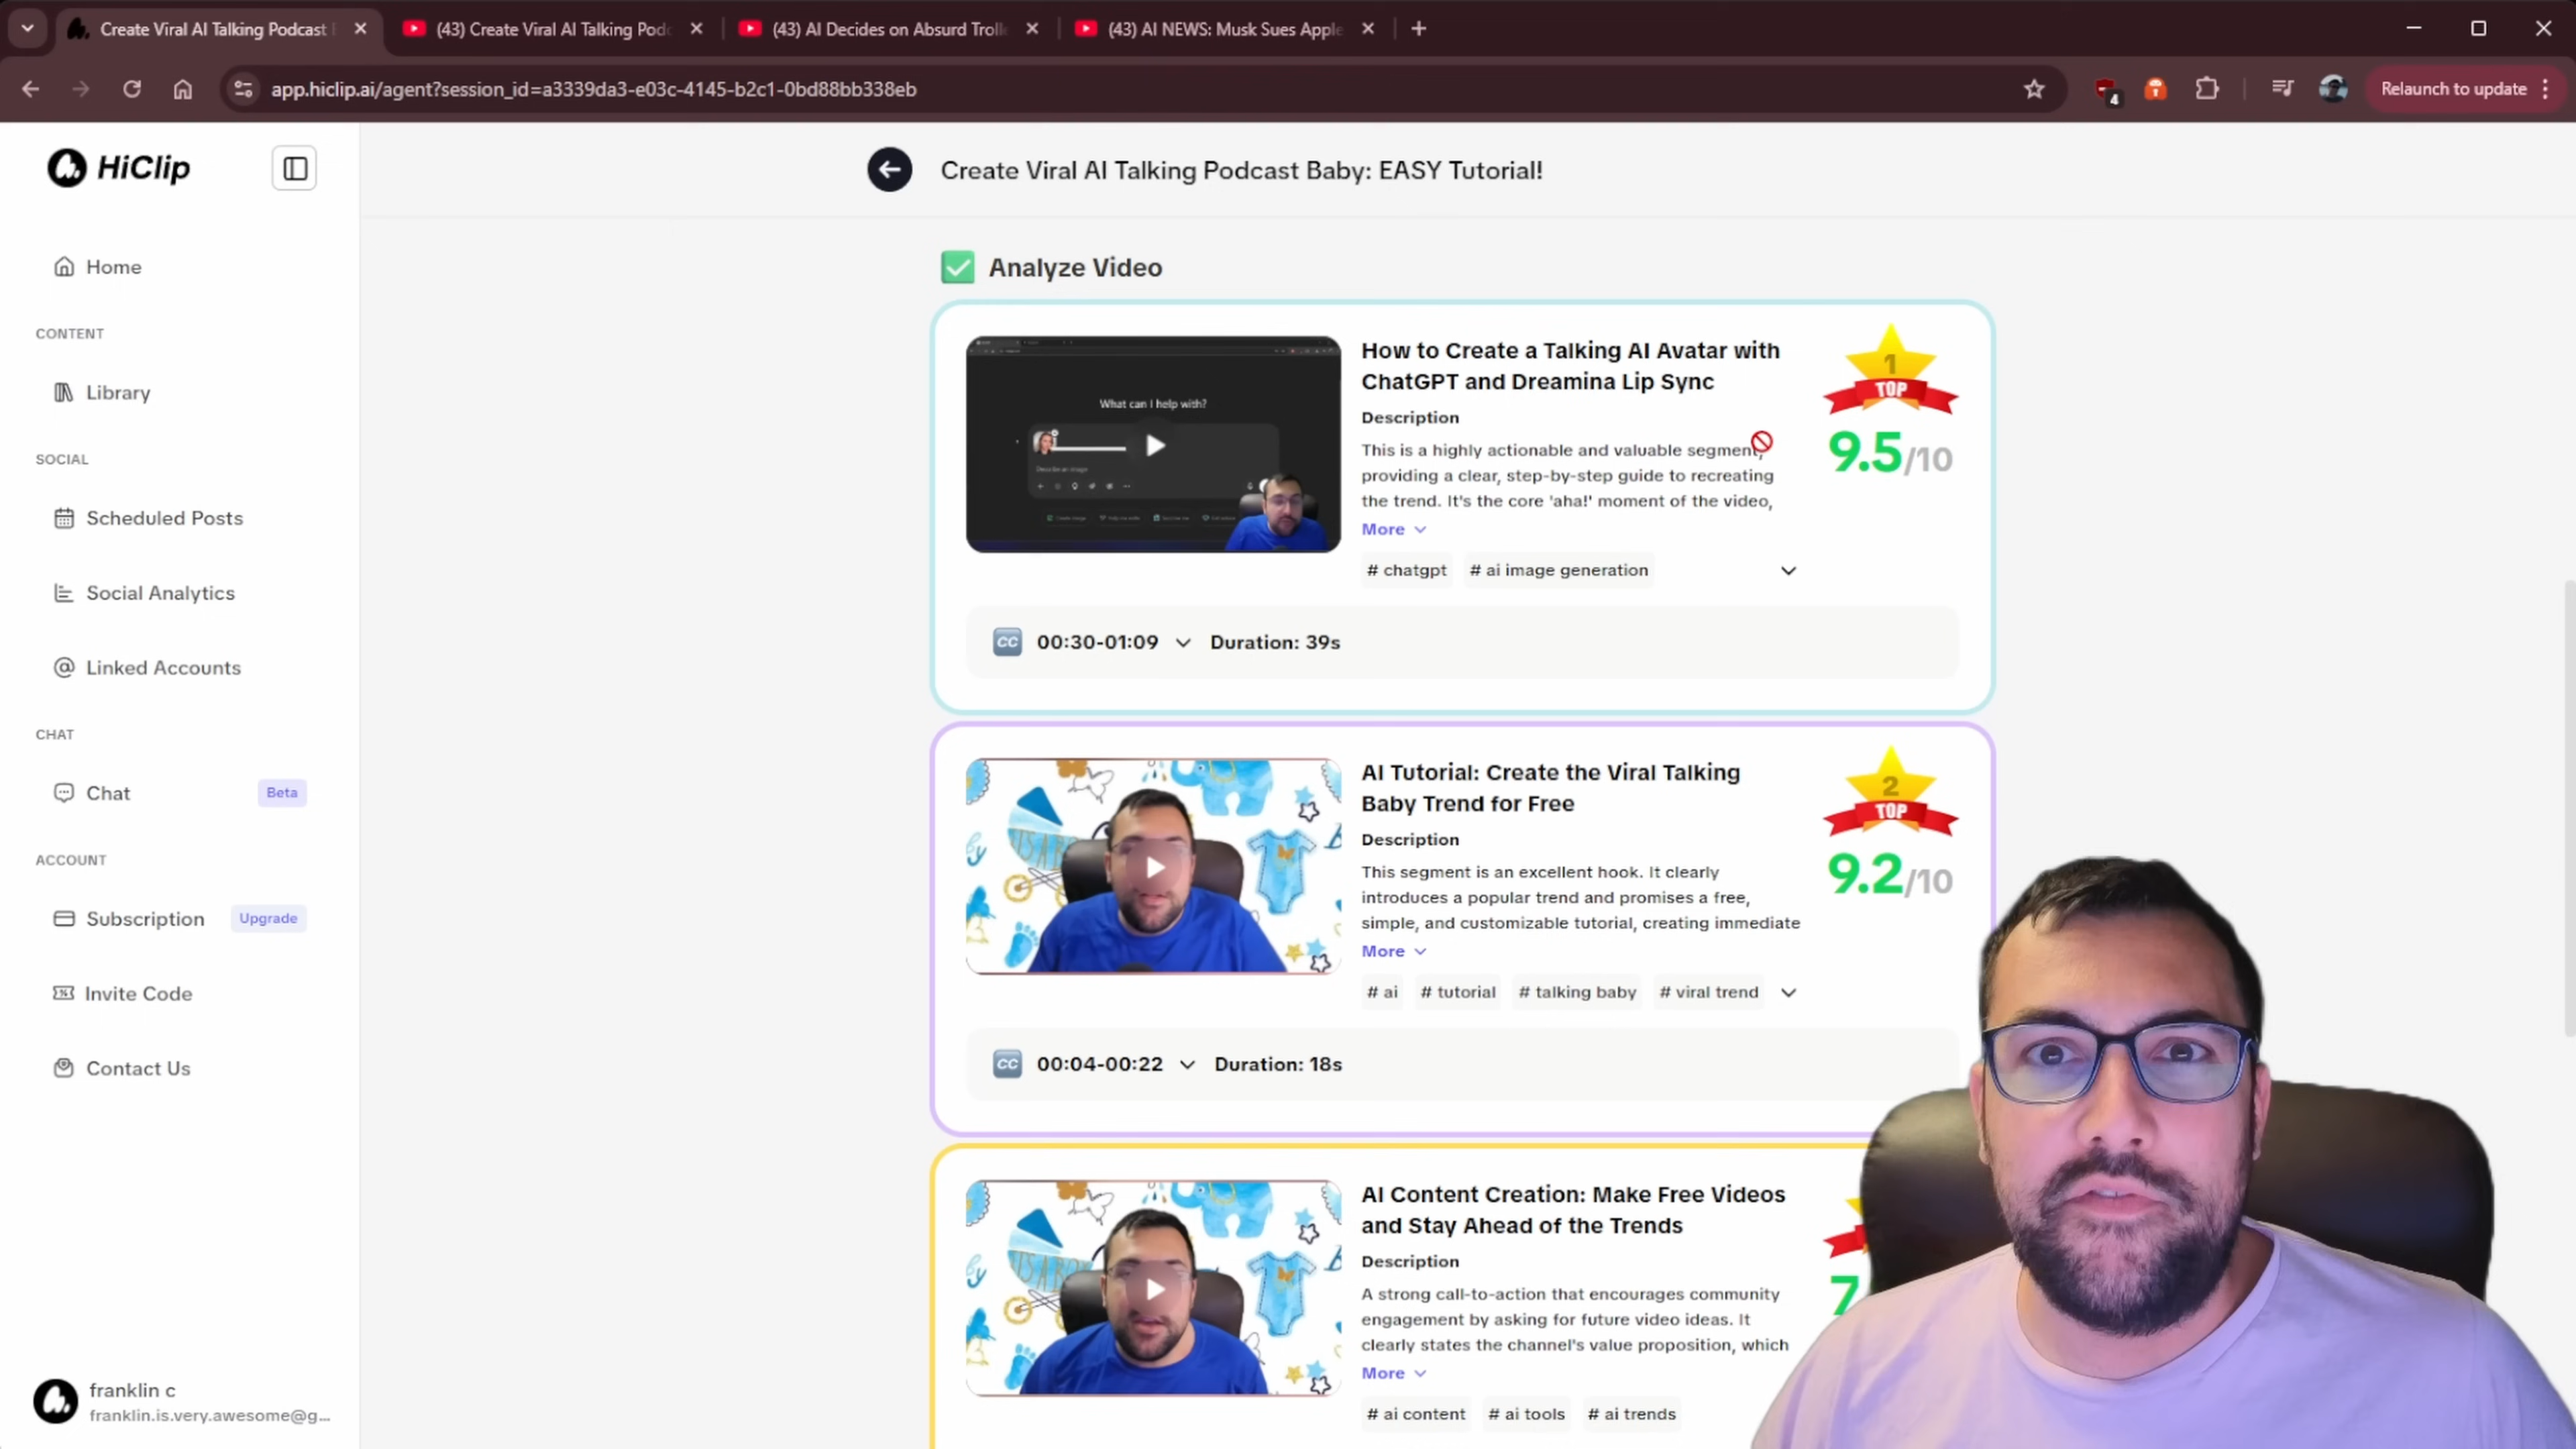 Create Viral AI Talking Podcast
(43) Create Viral AI Talking Pod
(43) AI Decides on Absurd Troll
(43) AI NEWS: Musk Sues Apple
app.hiclip.ai/agent?session_id=a3339da3-e03c-4145-b2c1-0bd88bb338eb
4
Relaunch to update
HiClip
Home
CONTENT
Library
SOCIAL
Scheduled Posts
Social Analytics
Linked Accounts
CHAT
Chat
Beta
ACCOUNT
Subscription
Upgrade
Invite Code
Contact Us
franklin c
franklin.is.very.awesome@g...
Create Viral AI Talking Podcast Baby: EASY Tutorial!
Analyze Video
What can I help with?
How to Create a Talking AI Avatar with
ChatGPT and Dreamina Lip Sync
Description
This is a highly actionable and valuable segment,
providing a clear, step-by-step guide to recreating
the trend. It's the core 'aha!' moment of the video,
More
# chatgpt # ai image generation
1
TOP
9.5/10
CC 00:30-01:09 Duration: 39s
AI Tutorial: Create the Viral Talking
Baby Trend for Free
Description
This segment is an excellent hook. It clearly
introduces a popular trend and promises a free,
simple, and customizable tutorial, creating immediate
More
# ai # tutorial # talking baby # viral trend
2
TOP
9.2/10
CC 00:04-00:22 Duration: 18s
AI Content Creation: Make Free Videos
and Stay Ahead of the Trends
Description
A strong call-to-action that encourages community
engagement by asking for future video ideas. It
clearly states the channel's value proposition, which
More
# ai content # ai tools # ai trends
7